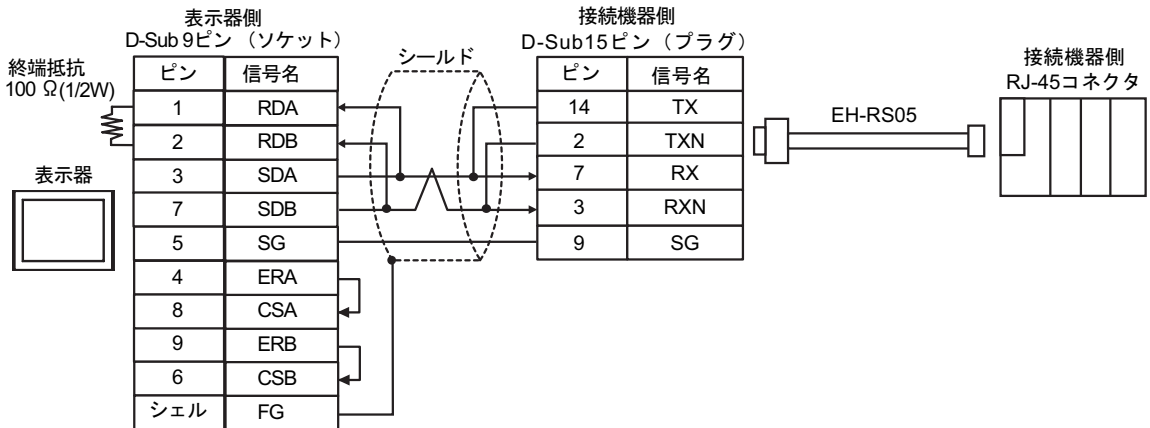 表示器側
D-Sub 9ピン (ソケット)
終端抵抗
100 Ω(1/2W)
表示器
ピン 信号名
1 RDA
2 RDB
3 SDA
7 SDB
5 SG
4 ERA
8 CSA
9 ERB
6 CSB
シェル FG
シールド
接続機器側
D-Sub15ピン (プラグ)
ピン 信号名
14 TX
2 TXN
7 RX
3 RXN
9 SG
EH-RS05
接続機器側
RJ-45コネクタ